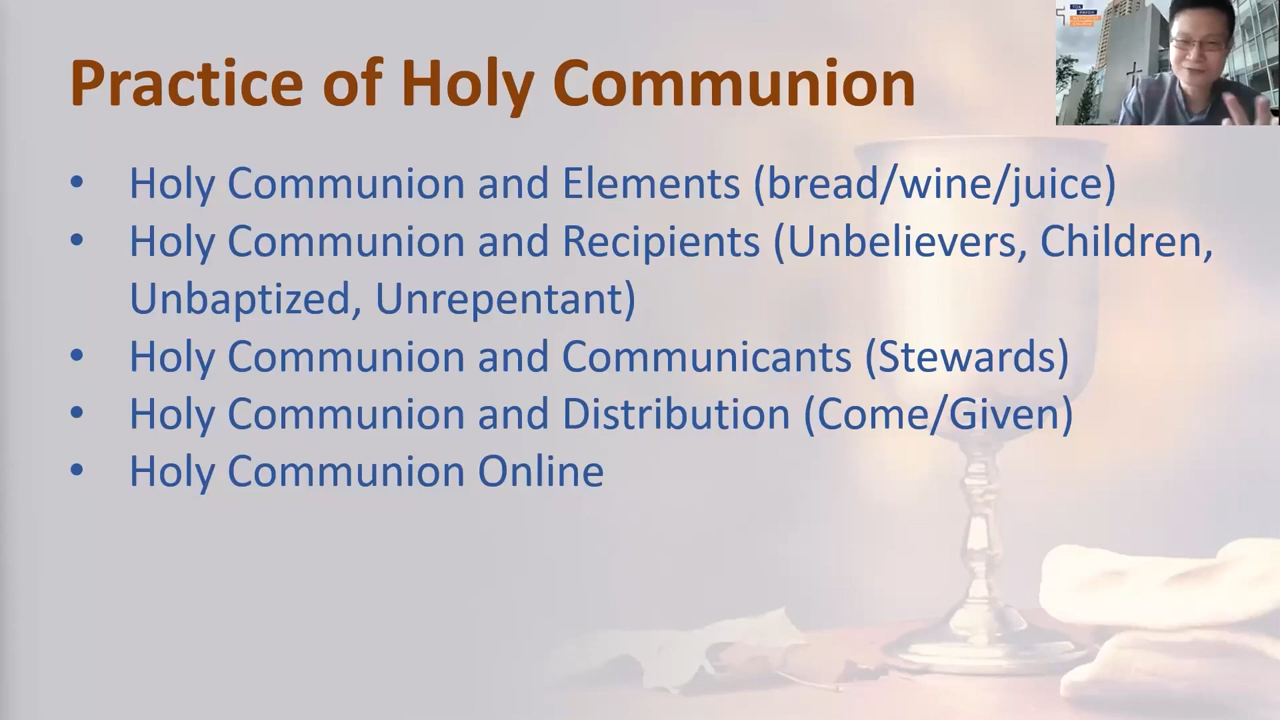 Practice of Holy Communion
• Holy Communion and Elements (bread/wine/juice)
• Holy Communion and Recipients (Unbelievers, Children,
Unbaptized, Unrepentant)
• Holy Communion and Communicants (Stewards)
• Holy Communion and Distribution (Come/Given)
• Holy Communion Online